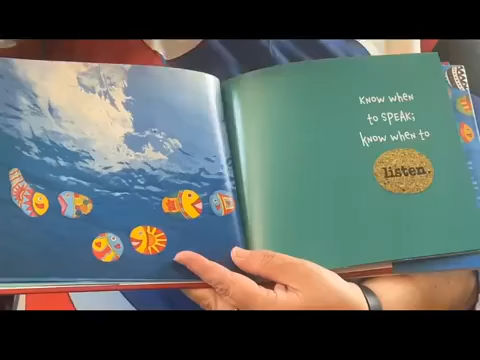 know when
to SPEAK;
know when to
listen.